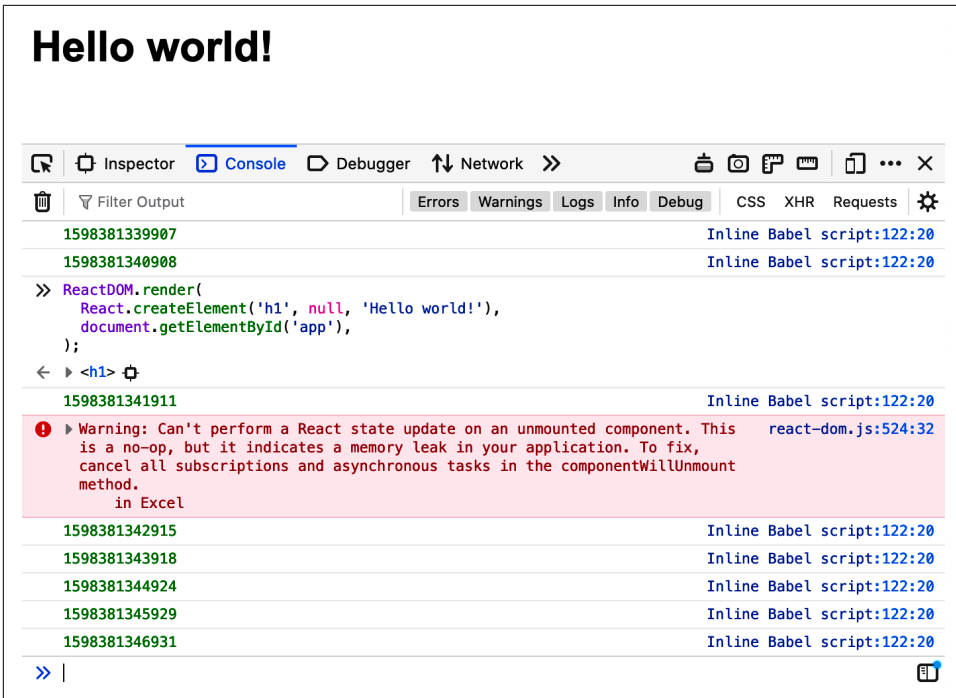 Hello world!
Inspector Console Debugger Network
Filter Output Errors Warnings Logs Info Debug CSS XHR Requests
1598381339907 Inline Babel script:122:20
1598381340908 Inline Babel script:122:20
ReactDOM.render(
React.createElement('h1', null, 'Hello world!'),
document.getElementById('app'),
);
<h1>
1598381341911 Inline Babel script:122:20
Warning: Can't perform a React state update on an unmounted component. This react-dom.js:524:32
is a no-op, but it indicates a memory leak in your application. To fix,
cancel all subscriptions and asynchronous tasks in the componentWillUnmount
method.
in Excel
1598381342915 Inline Babel script:122:20
1598381343918 Inline Babel script:122:20
1598381344924 Inline Babel script:122:20
1598381345929 Inline Babel script:122:20
1598381346931 Inline Babel script:122:20